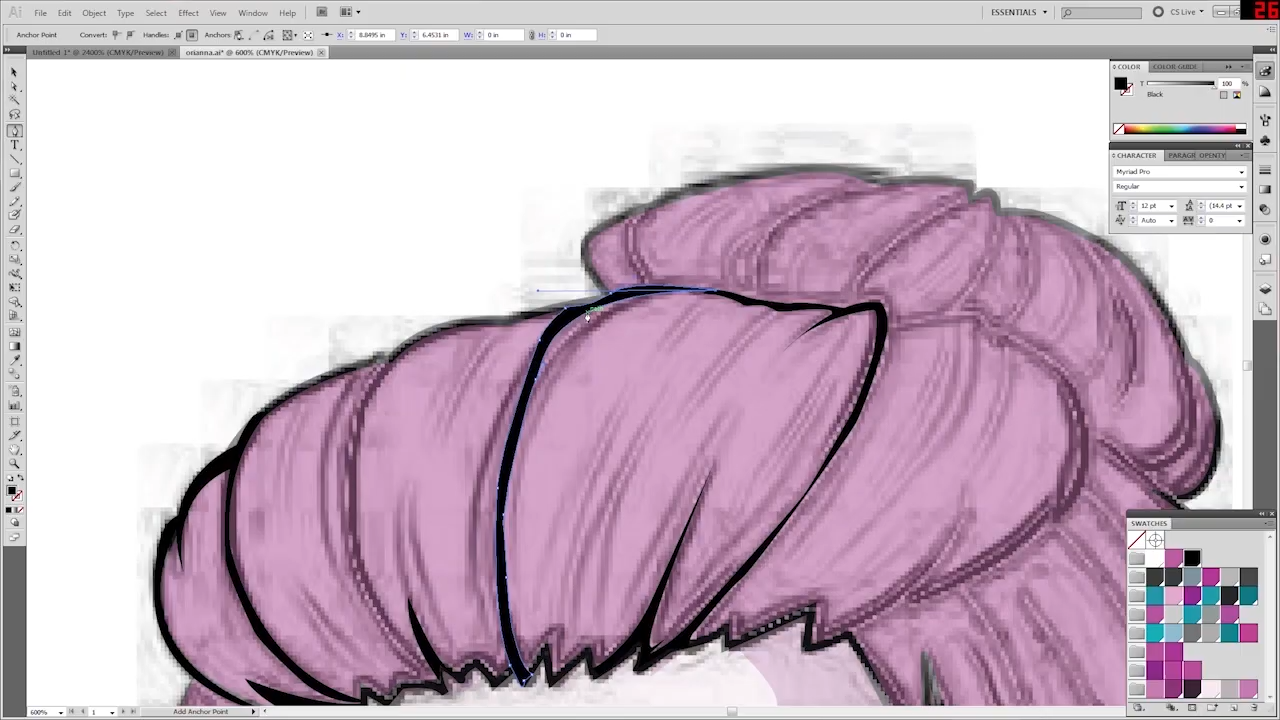 Ai File Edit Object Type Select Effect View Window Help ESSENTIALS CS Live 26
Anchor Point Convert: Handles: Anchors: X: 8.8495 in Y: 6.4531 in W: 0 in H: 0 in
Untitled 1* @ 2400% (CMYK/Preview) orianna.ai* @ 600% (CMYK/Preview)
COLOR COLOR GUIDE
T 100 %
Black
CHARACTER PARAGR OPENTY
Myriad Pro
Regular
12 pt (14.4 pt
Auto 0
SWATCHES
600% 1 Add Anchor Point